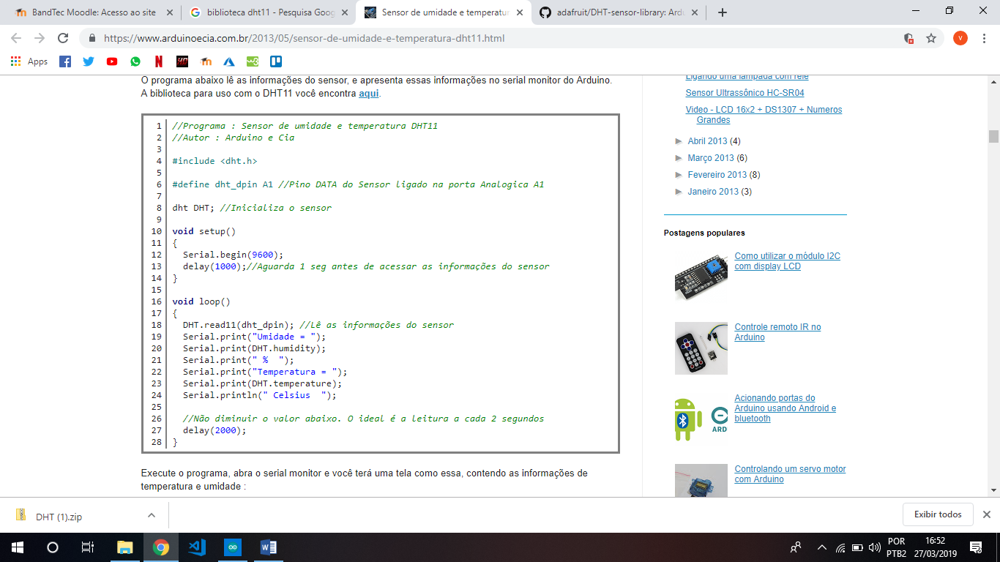 BandTec Moodle: Acesso ao site
biblioteca dht11 - Pesquisa Goog
Sensor de umidade e temperatur
adafruit/DHT-sensor-library: Ardu
https://www.arduinoecia.com.br/2013/05/sensor-de-umidade-e-temperatura-dht11.html
V
Apps
O programa abaixo lê as informações do sensor, e apresenta essas informações no serial monitor do Arduino.
A biblioteca para uso com o DHT11 você encontra aqui.
1 //Programa : Sensor de umidade e temperatura DHT11
2 //Autor : Arduino e Cia
3
4 #include <dht.h>
5
6 #define dht_dpin A1 //Pino DATA do Sensor ligado na porta Analogica A1
7
8 dht DHT; //Inicializa o sensor
9
10 void setup()
11 {
12 Serial.begin(9600);
13 delay(1000);//Aguarda 1 seg antes de acessar as informações do sensor
14 }
15
16 void loop()
17 {
18 DHT.read11(dht_dpin); //Lê as informações do sensor
19 Serial.print("Umidade = ");
20 Serial.print(DHT.humidity);
21 Serial.print(" %  ");
22 Serial.print("Temperatura = ");
23 Serial.print(DHT.temperature);
24 Serial.println(" Celsius  ");
25
26 //Não diminuir o valor abaixo. O ideal é a leitura a cada 2 segundos
27 delay(2000);
28 }
Execute o programa, abra o serial monitor e você terá uma tela como essa, contendo as informações de
temperatura e umidade :
Ligando uma lâmpada com relé
Sensor Ultrassônico HC-SR04
Video - LCD 16x2 + DS1307 + Numeros
Grandes
► Abril 2013 (4)
► Março 2013 (6)
► Fevereiro 2013 (8)
► Janeiro 2013 (3)
Postagens populares
Como utilizar o módulo I2C
com display LCD
Controle remoto IR no
Arduino
Acionando portas do
Arduino usando Android e
bluetooth
ARD
Controlando um servo motor
com Arduino
DHT (1).zip
Exibir todos
POR
PTB2
16:52
27/03/2019